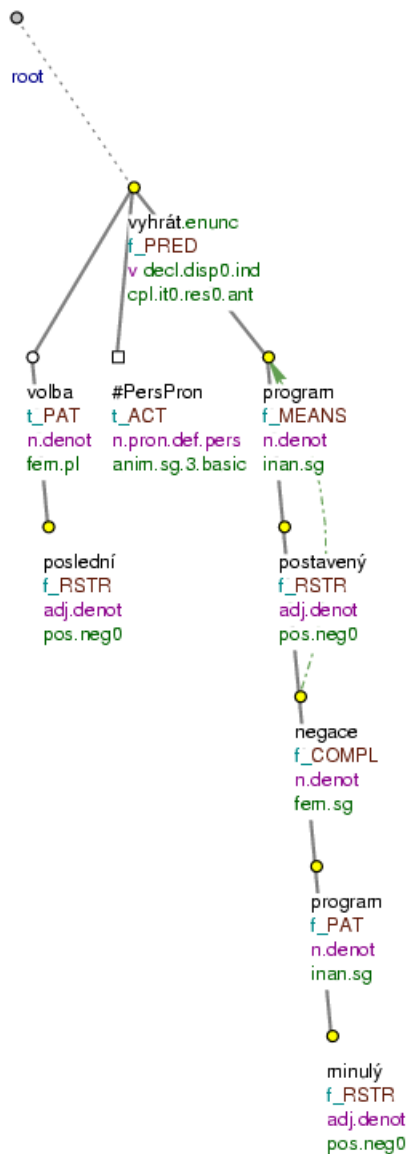 root
vyhrát.enunc
f_PRED
v decl.disp0.ind
cpl.it0.res0.ant
volba
t_PAT
n.denot
fem.pl
#PersPron
t_ACT
n.pron.def.pers
anim.sg.3.basic
program
f_MEANS
n.denot
inan.sg
poslední
f_RSTR
adj.denot
pos.neg0
postavený
f_RSTR
adj.denot
pos.neg0
negace
f_COMPL
n.denot
fem.sg
program
f_PAT
n.denot
inan.sg
minulý
f_RSTR
adj.denot
pos.neg0